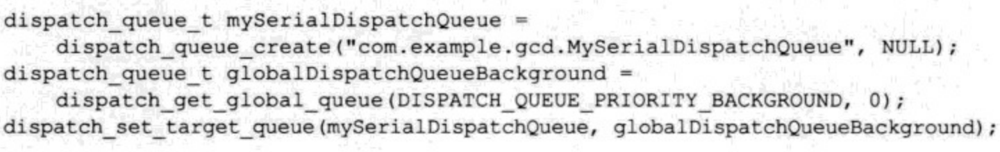 dispatch_queue_t mySerialDispatchQueue =
    dispatch_queue_create("com.example.gcd.MySerialDispatchQueue", NULL);
dispatch_queue_t globalDispatchQueueBackground =
    dispatch_get_global_queue(DISPATCH_QUEUE_PRIORITY_BACKGROUND, 0);
dispatch_set_target_queue(mySerialDispatchQueue, globalDispatchQueueBackground);